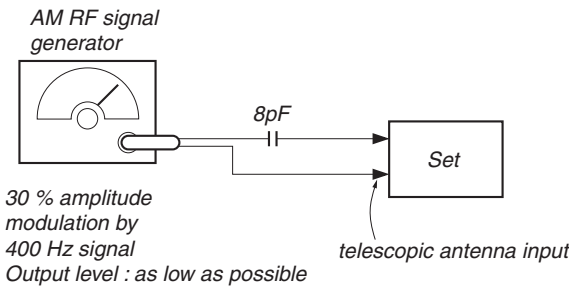 AM RF signal
generator
8pF
Set
30 % amplitude
modulation by
400 Hz signal
Output level : as low as possible
telescopic antenna input